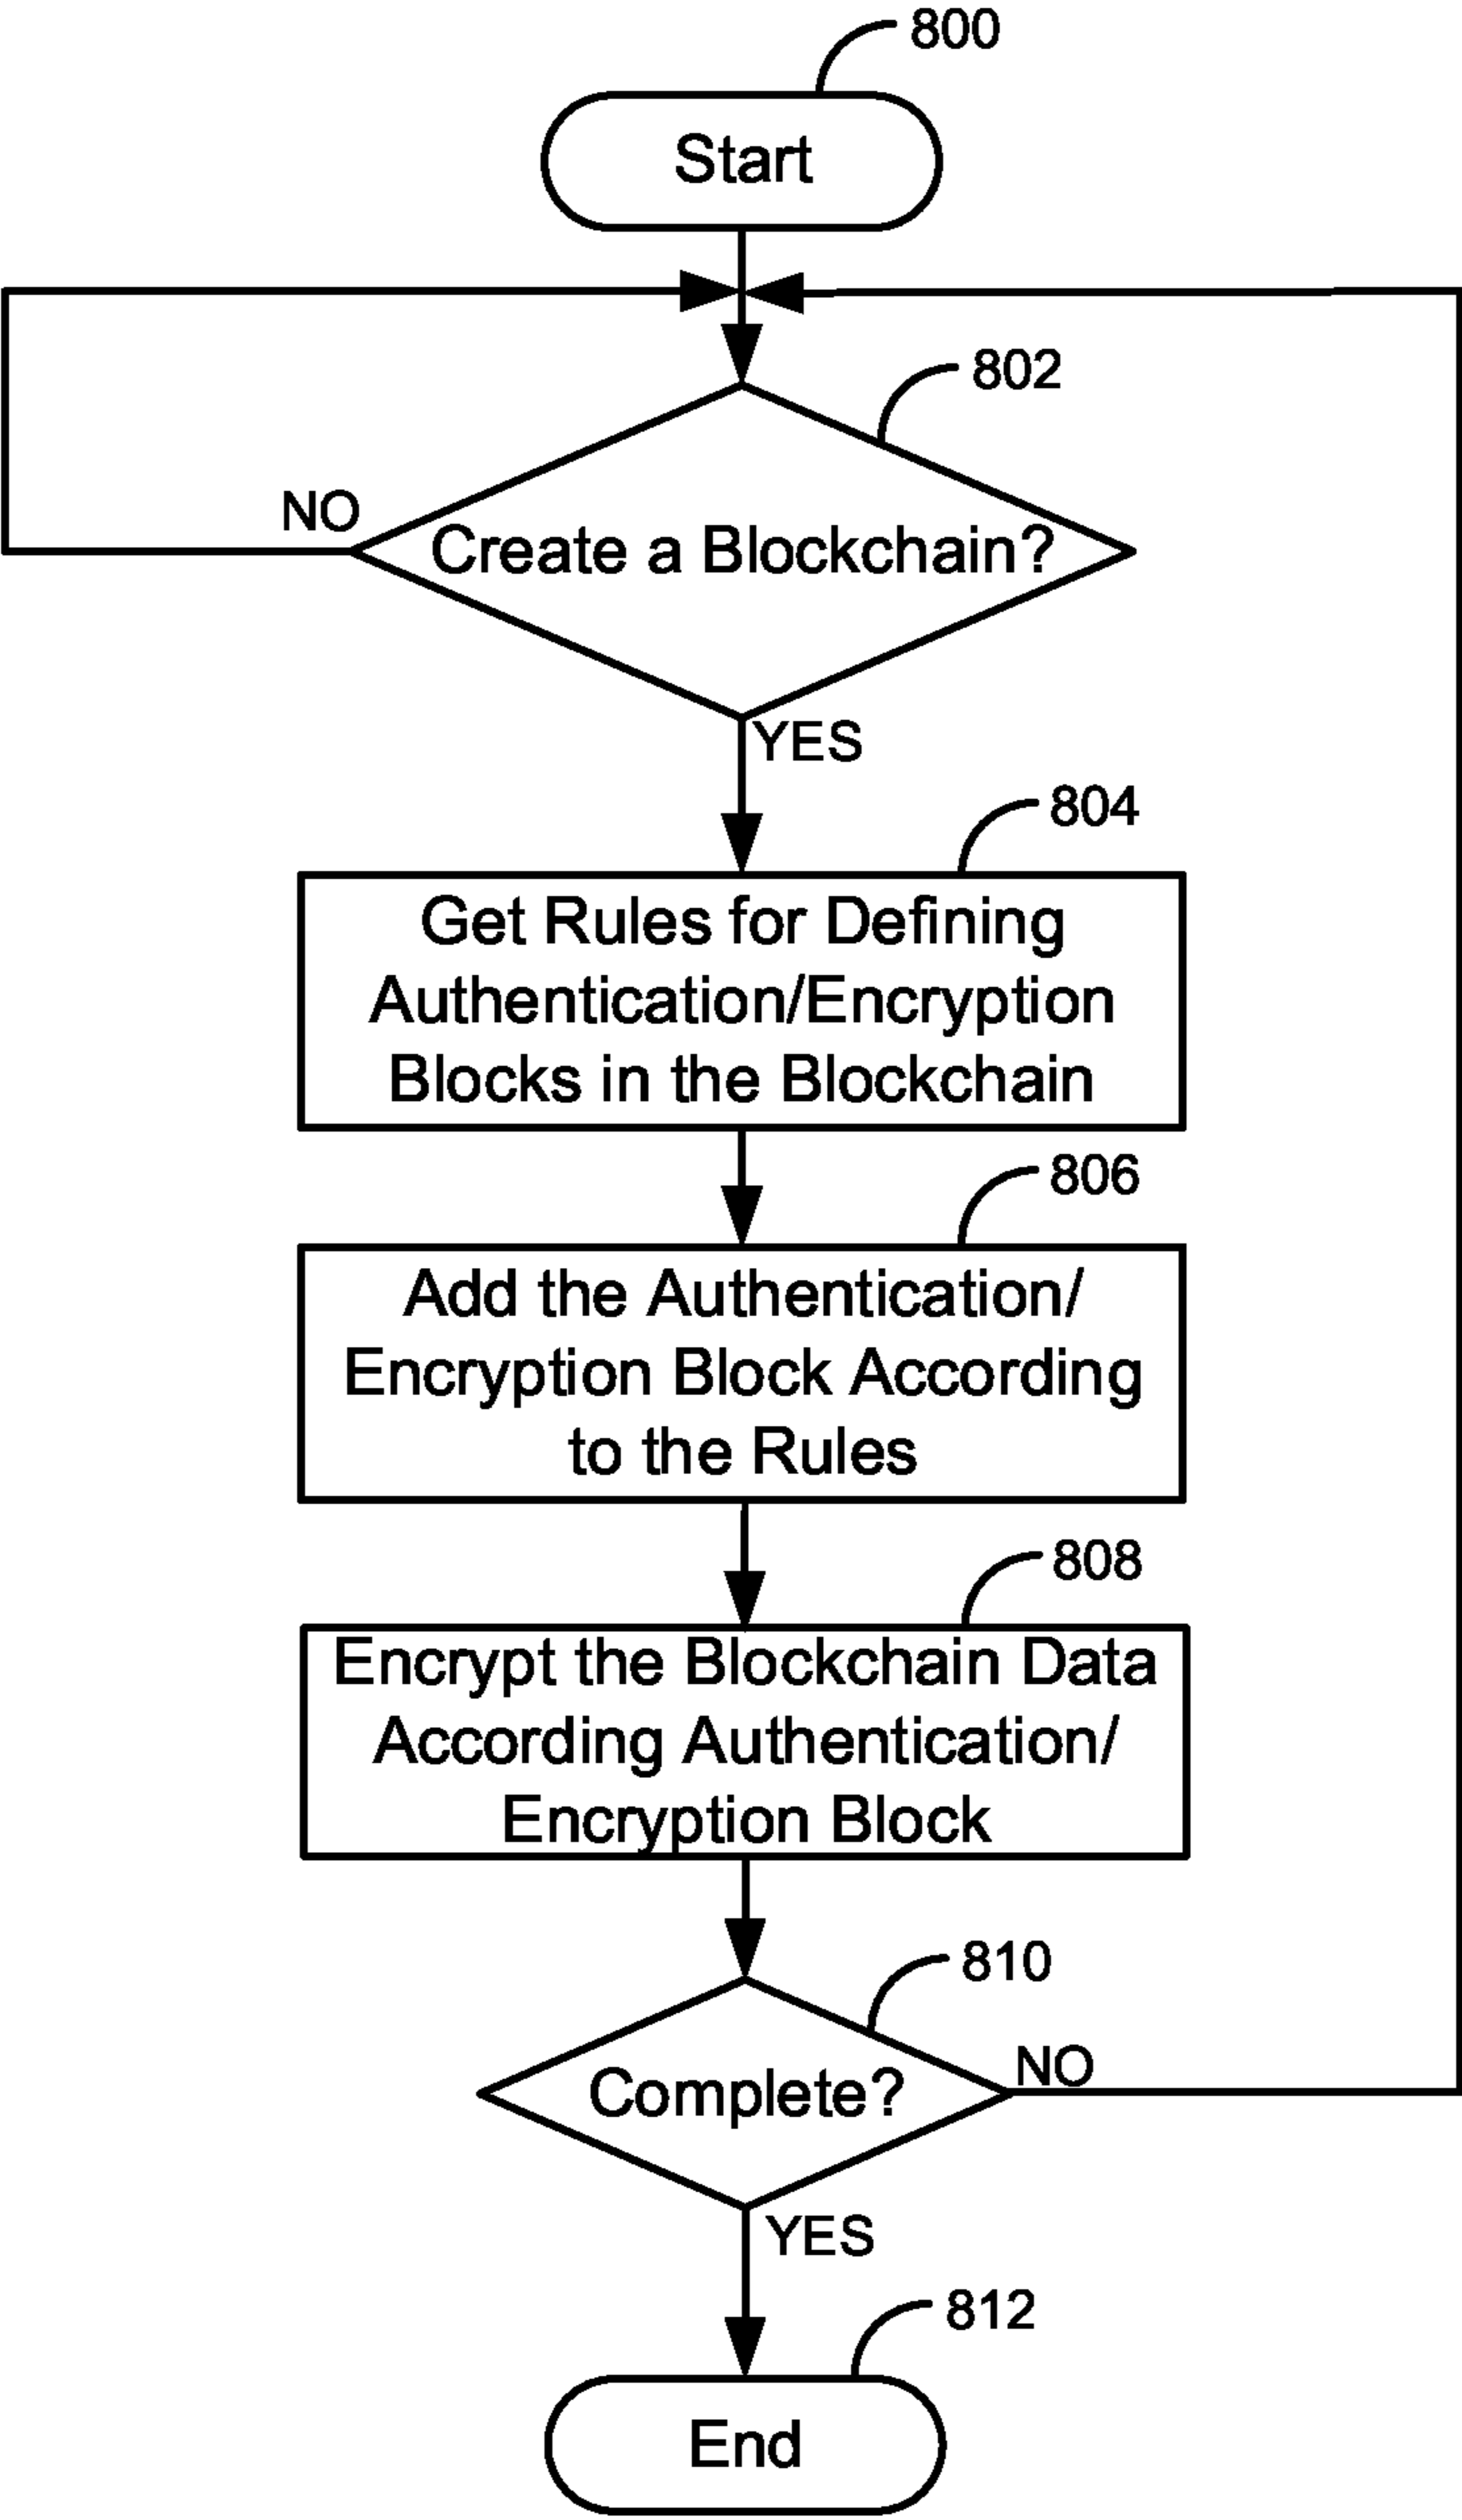 800
Start
802
NO
Create a Blockchain?
YES
804
Get Rules for Defining
Authentication/Encryption
Blocks in the Blockchain
806
Add the Authentication/
Encryption Block According
to the Rules
808
Encrypt the Blockchain Data
According Authentication/
Encryption Block
810
NO
Complete?
YES
812
End